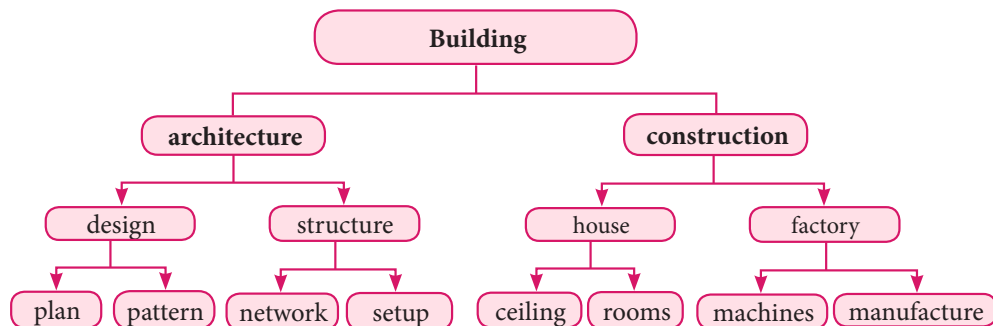 Building
architecture
construction
design
structure
house
factory
plan
pattern
network
setup
ceiling
rooms
machines
manufacture